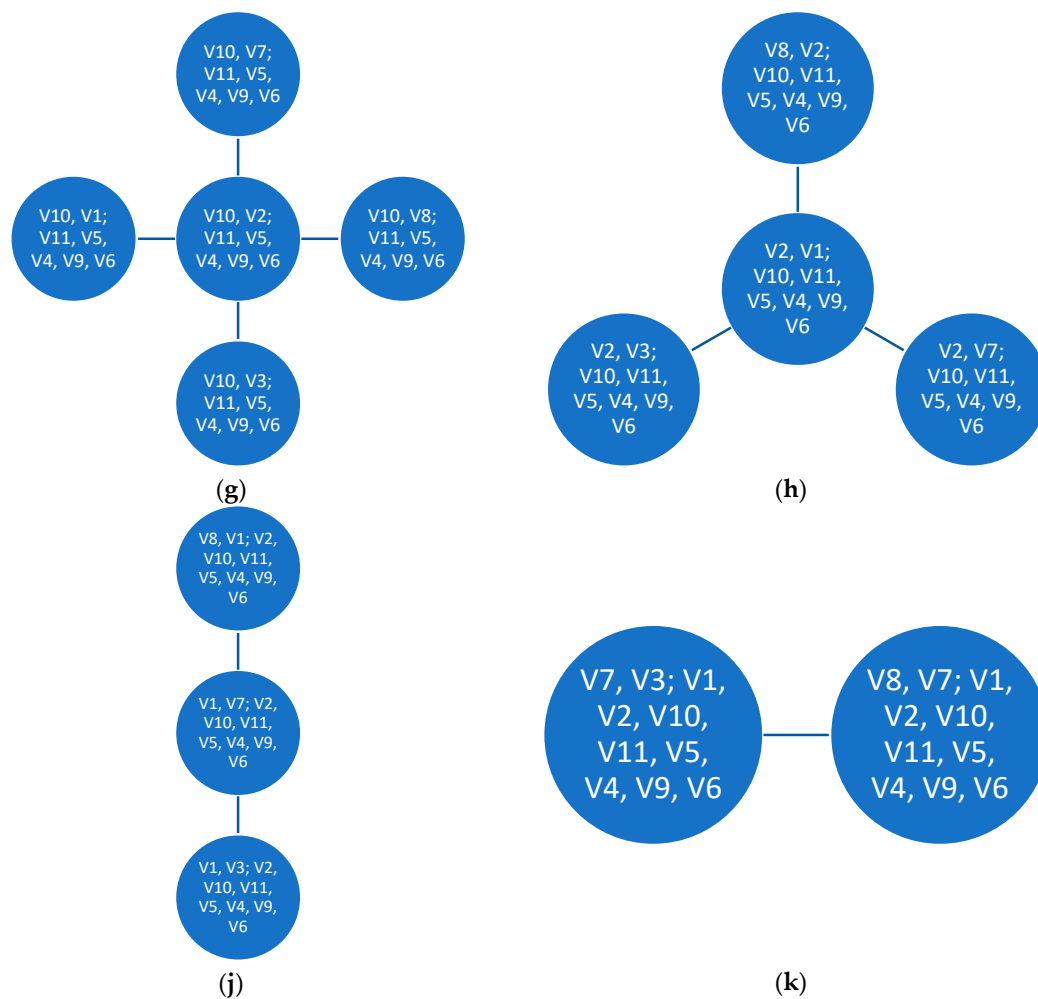 V10, V7;
V11, V5,
V4, V9, V6
V10, V1;
V11, V5,
V4, V9, V6
V10, V2;
V11, V5,
V4, V9, V6
V10, V8;
V11, V5,
V4, V9, V6
V10, V3;
V11, V5,
V4, V9, V6
(g)
V8, V2;
V10, V11,
V5, V4, V9,
V6
V2, V1;
V10, V11,
V5, V4, V9,
V6
V2, V3;
V10, V11,
V5, V4, V9,
V6
V2, V7;
V10, V11,
V5, V4, V9,
V6
(h)
V8, V1; V2,
V10, V11,
V5, V4, V9,
V6
V1, V7; V2,
V10, V11,
V5, V4, V9,
V6
V1, V3; V2,
V10, V11,
V5, V4, V9,
V6
(j)
V7, V3; V1,
V2, V10,
V11, V5,
V4, V9, V6
V8, V7; V1,
V2, V10,
V11, V5,
V4, V9, V6
(k)